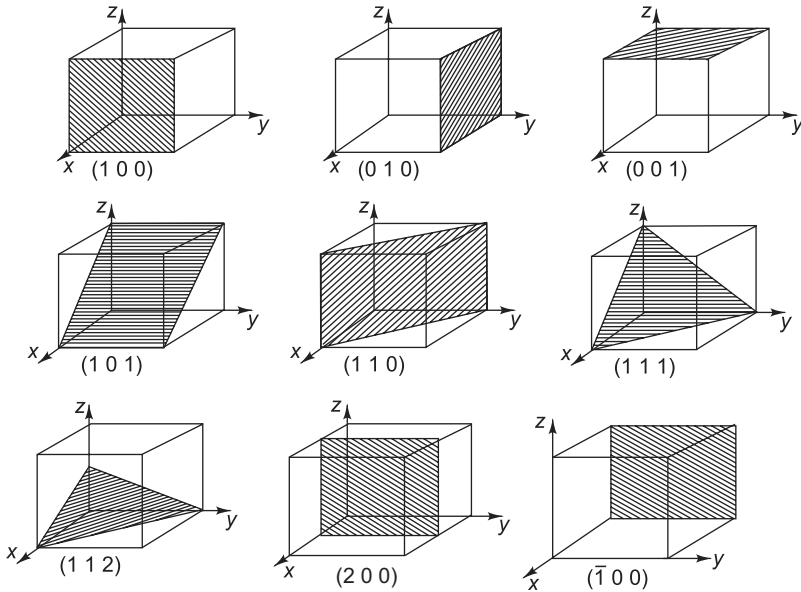 z z z
y y y
x x x
(1 0 0) (0 1 0) (0 0 1)
z z z
y y y
x x x
(1 0 1) (1 1 0) (1 1 1)
z z z
y y y
x x x
(1 1 2) (2 0 0) (1̅ 0 0)